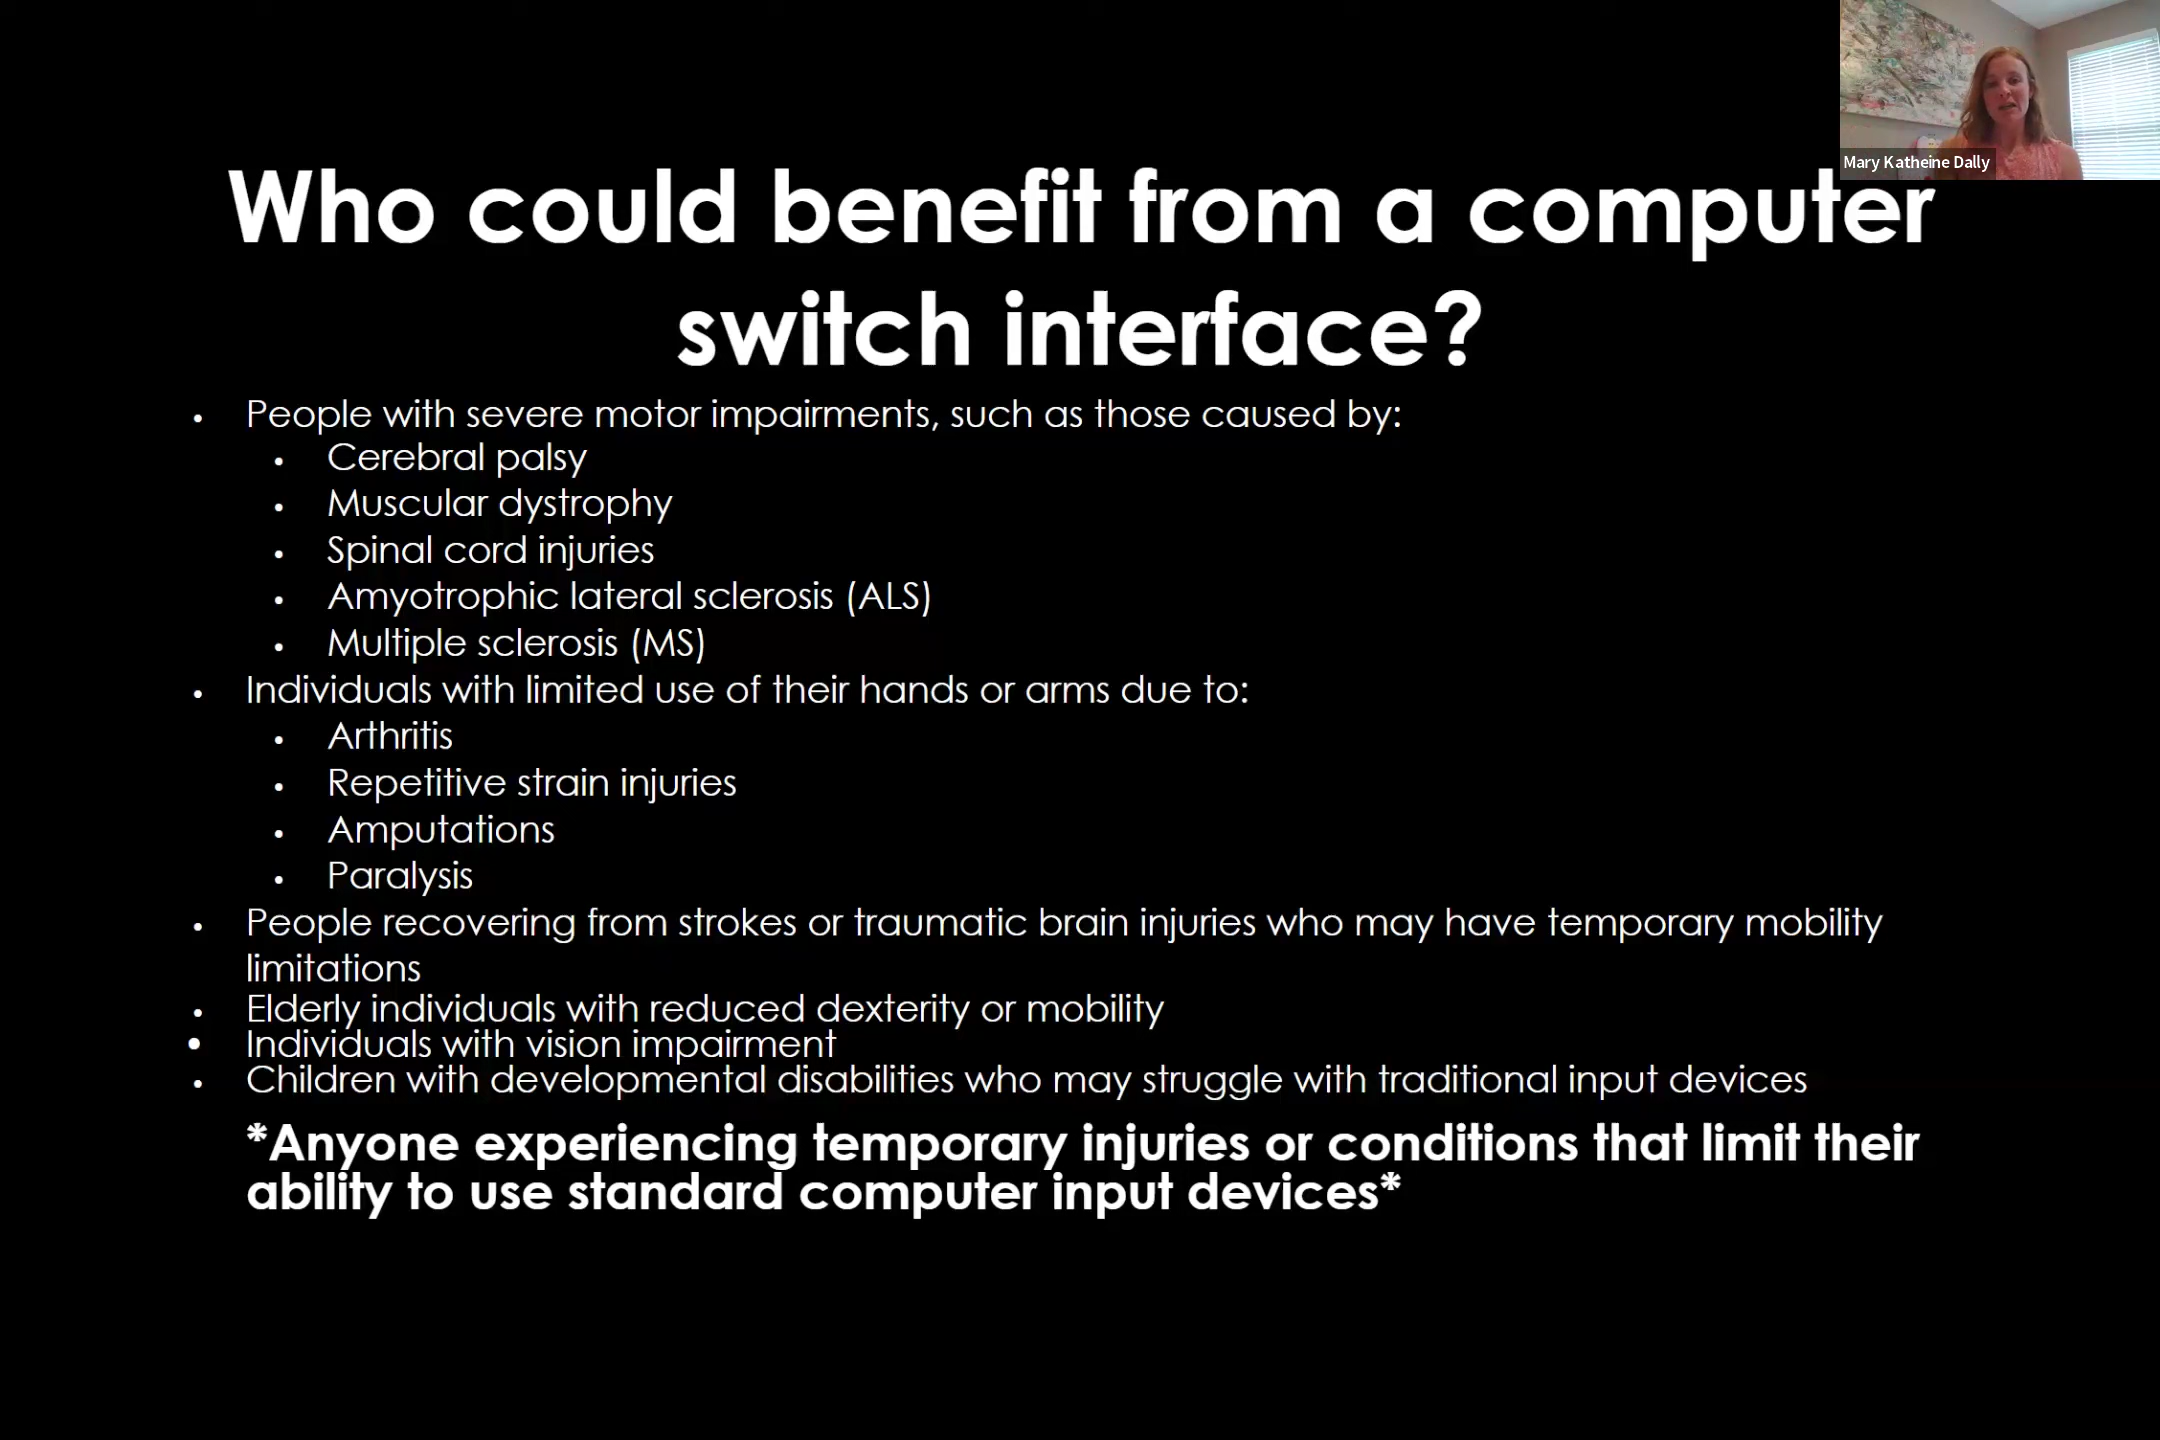 Mary Katheine Dally
Who could benefit from a computer
switch interface?
• People with severe motor impairments, such as those caused by:
• Cerebral palsy
• Muscular dystrophy
• Spinal cord injuries
• Amyotrophic lateral sclerosis (ALS)
• Multiple sclerosis (MS)
• Individuals with limited use of their hands or arms due to:
• Arthritis
• Repetitive strain injuries
• Amputations
• Paralysis
• People recovering from strokes or traumatic brain injuries who may have temporary mobility
limitations
• Elderly individuals with reduced dexterity or mobility
• Individuals with vision impairment
• Children with developmental disabilities who may struggle with traditional input devices
*Anyone experiencing temporary injuries or conditions that limit their
ability to use standard computer input devices*